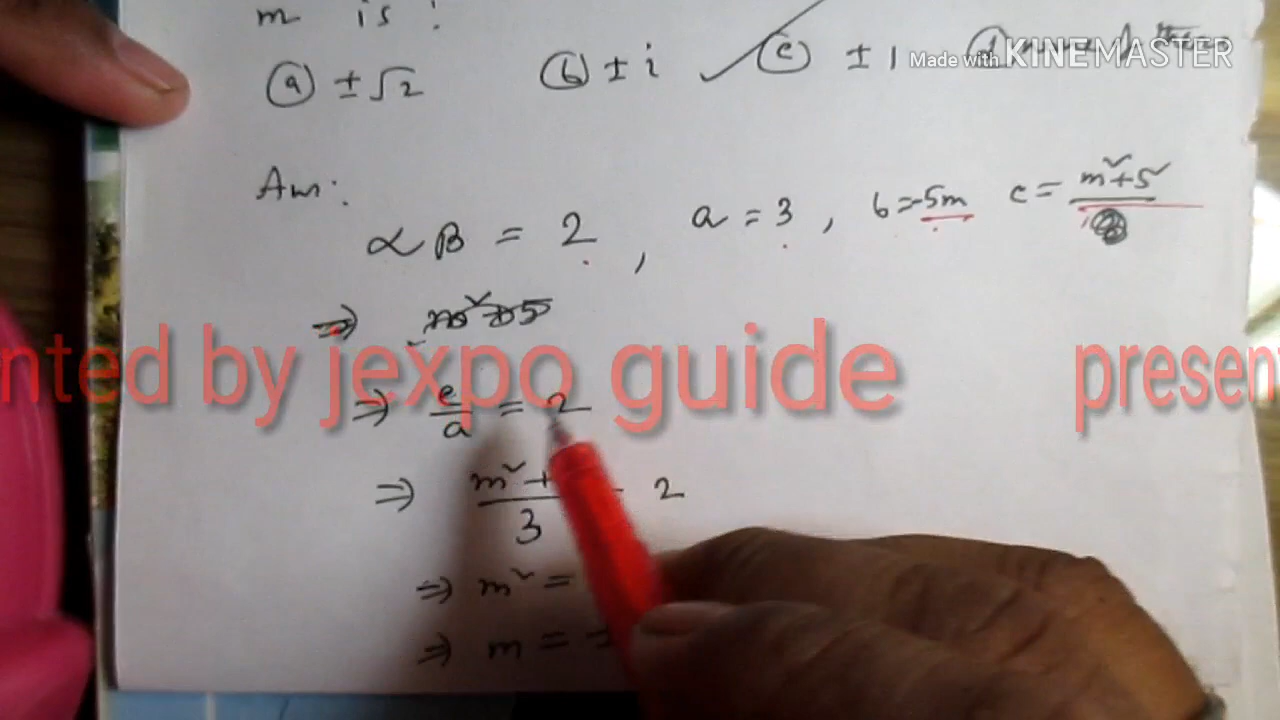 m is ?
(a) ±√2 (b) ±i ✓(c) ±1 (d)
Made with KINEMASTER
Ans:
αβ = 2, a = 3, b = -5m c = m²+5
⇒
nted by jexpo guide presen
⇒ c/a = 2
⇒ m²+ /3 2
⇒ m² =
⇒ m = ±